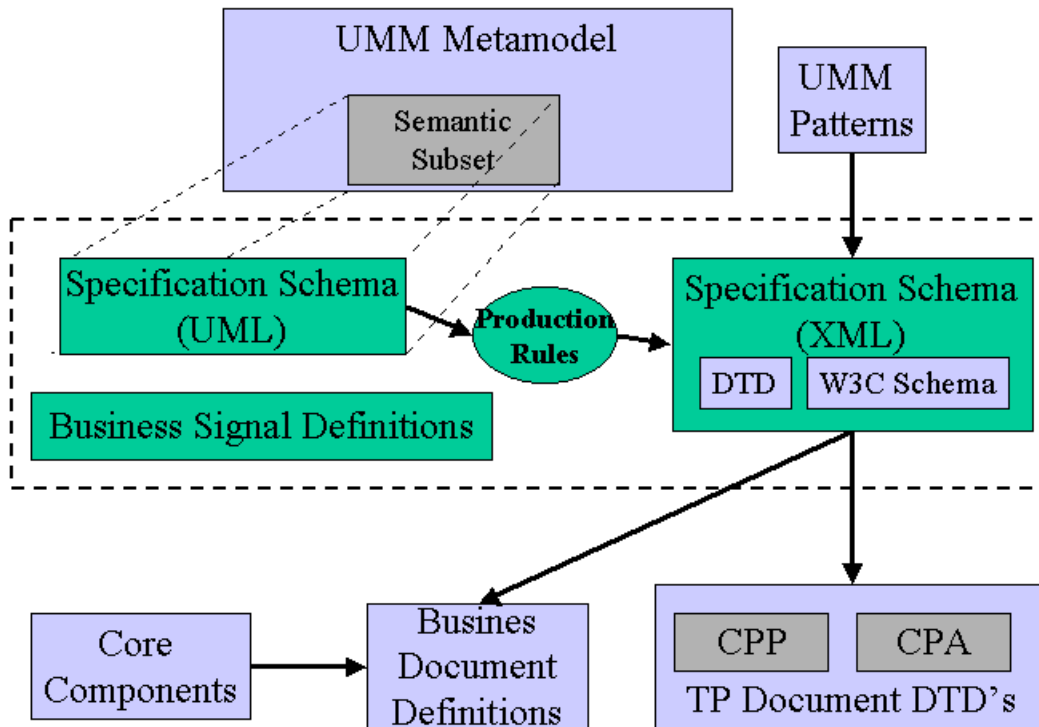 UMM Metamodel
Semantic
Subset
UMM
Patterns
Specification Schema
(UML)
Production
Rules
Specification Schema
(XML)
DTD
W3C Schema
Business Signal Definitions
Core
Components
Busines
Document
Definitions
CPP
CPA
TP Document DTD's